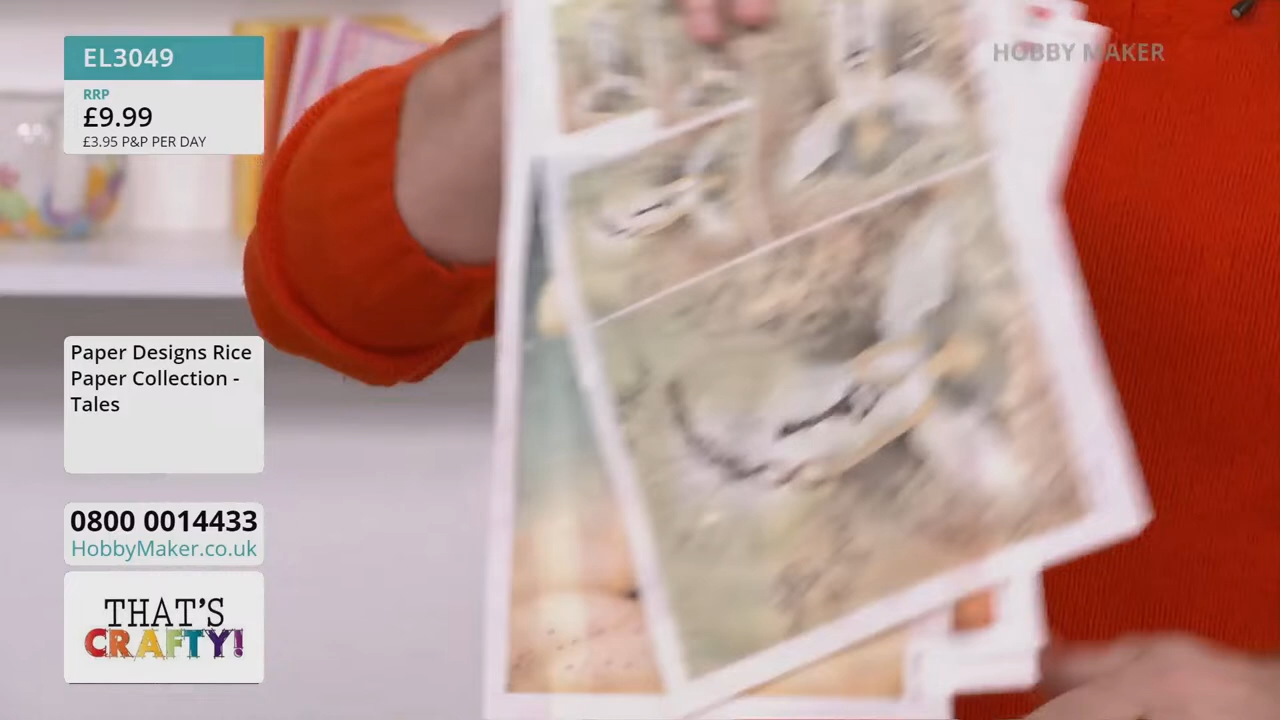 EL3049
RRP
£9.99
£3.95 P&P PER DAY
HOBBY MAKER
Paper Designs Rice
Paper Collection -
Tales
0800 0014433
HobbyMaker.co.uk
THAT'S
CRAFTY!